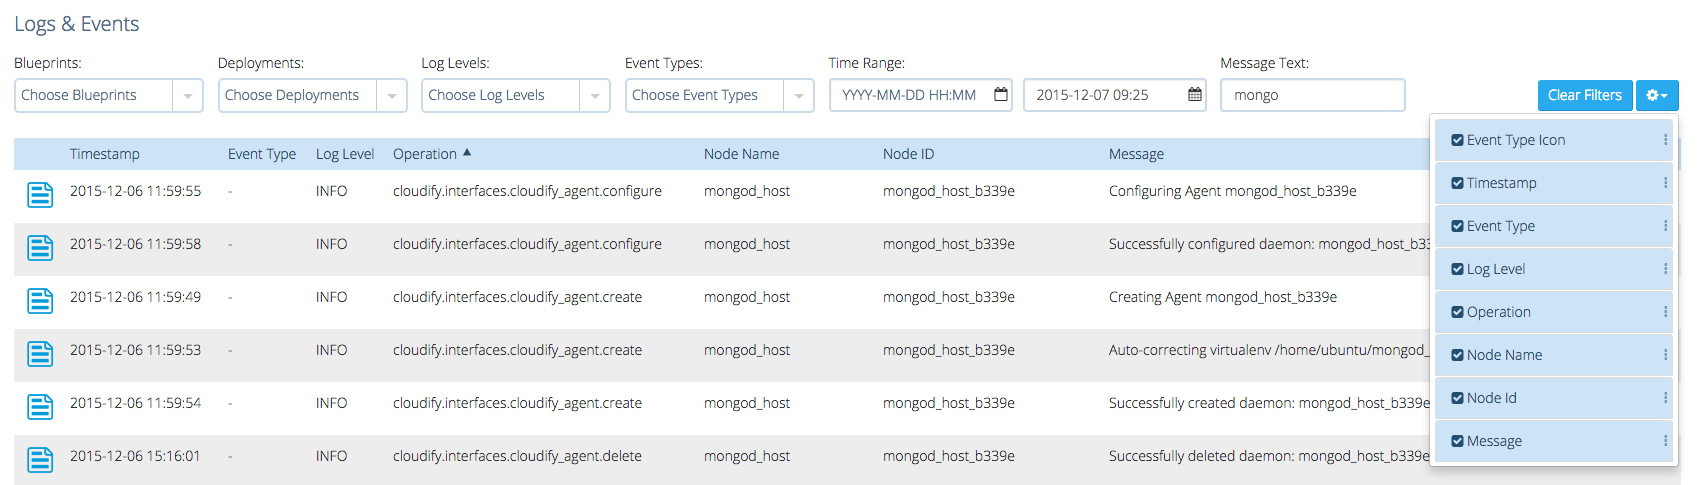 Logs & Events
Blueprints: Deployments: Log Levels: Event Types: Time Range: Message Text:
Choose Blueprints Choose Deployments Choose Log Levels Choose Event Types YYYY-MM-DD HH:MM 2015-12-07 09:25 mongo Clear Filters
Timestamp Event Type Log Level Operation Node Name Node ID Message
2015-12-06 11:59:55 - INFO cloudify.interfaces.cloudify_agent.configure mongod_host mongod_host_b339e Configuring Agent mongod_host_b339e
2015-12-06 11:59:58 - INFO cloudify.interfaces.cloudify_agent.configure mongod_host mongod_host_b339e Successfully configured daemon: mongod_host_b33
2015-12-06 11:59:49 - INFO cloudify.interfaces.cloudify_agent.create mongod_host mongod_host_b339e Creating Agent mongod_host_b339e
2015-12-06 11:59:53 - INFO cloudify.interfaces.cloudify_agent.create mongod_host mongod_host_b339e Auto-correcting virtualenv /home/ubuntu/mongod_
2015-12-06 11:59:54 - INFO cloudify.interfaces.cloudify_agent.create mongod_host mongod_host_b339e Successfully created daemon: mongod_host_b339e
2015-12-06 15:16:01 - INFO cloudify.interfaces.cloudify_agent.delete mongod_host mongod_host_b339e Successfully deleted daemon: mongod_host_b339e
Event Type Icon
Timestamp
Event Type
Log Level
Operation
Node Name
Node Id
Message